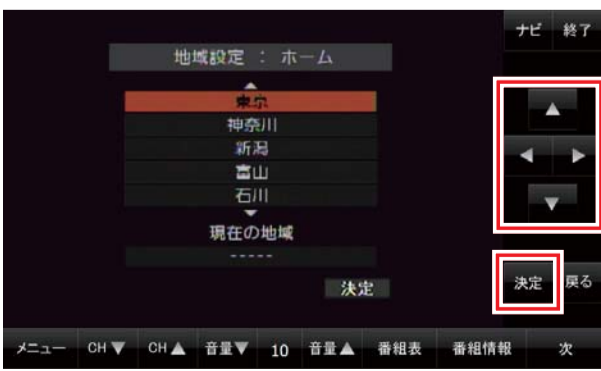 ナビ 終了
地域設定 : ホーム
東京
神奈川
新潟
富山
石川
現在の地域
-----
決定
決定 戻る
メニュー CH▼ CH▲ 音量▼ 10 音量▲ 番組表 番組情報 次